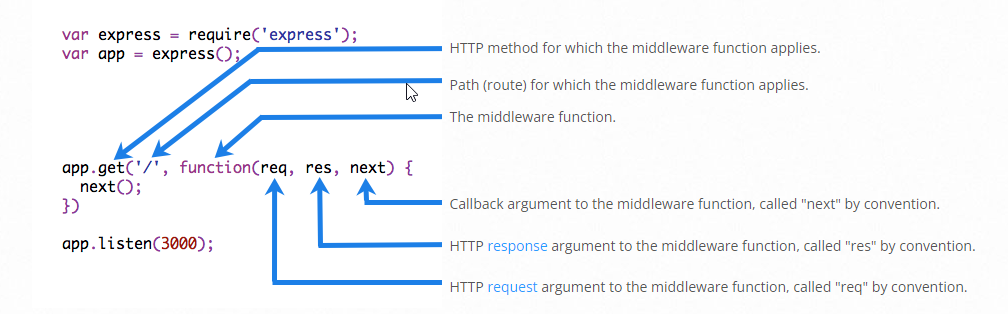 var express = require('express');
var app = express();
HTTP method for which the middleware function applies.
Path (route) for which the middleware function applies.
The middleware function.
app.get('/', function(req, res, next) {
next();
})
Callback argument to the middleware function, called "next" by convention.
app.listen(3000);
HTTP response argument to the middleware function, called "res" by convention.
HTTP request argument to the middleware function, called "req" by convention.